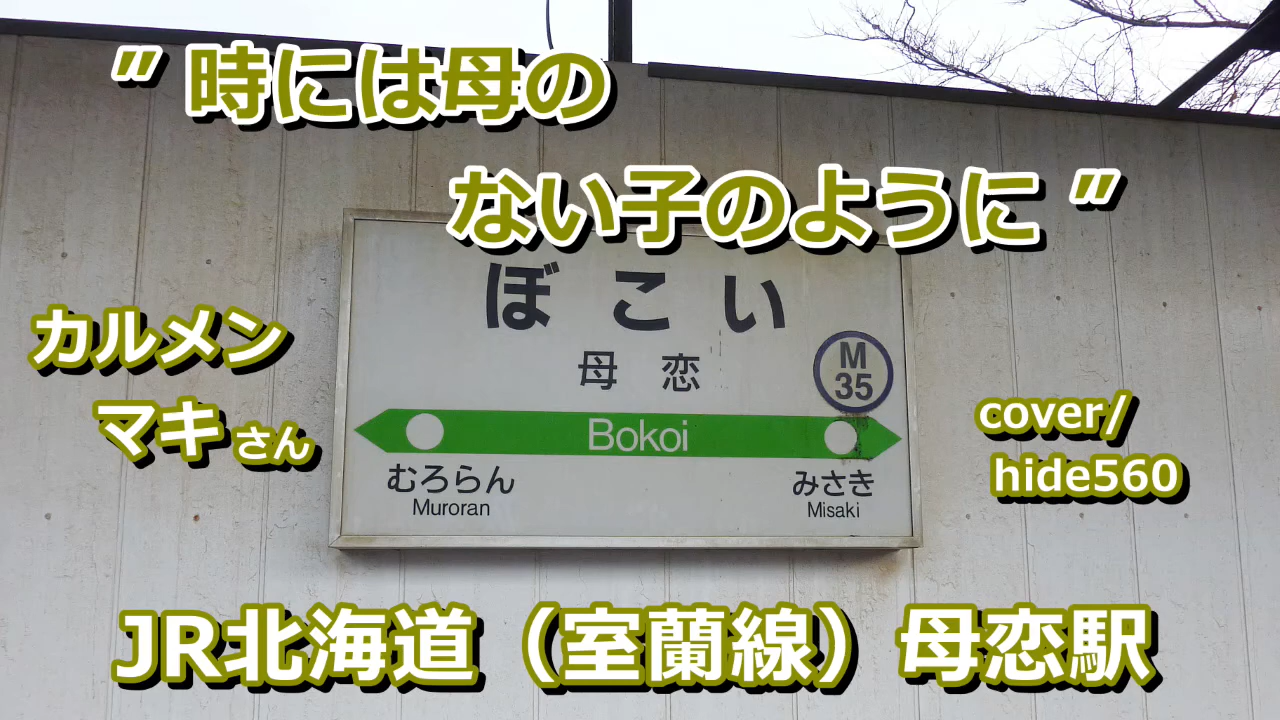 ” 時には母の
ない子のように ”
ぼこい
母恋
M
35
カルメン
マキさん
cover/
hide560
Bokoi
むろらん
Muroran
みさき
Misaki
JR北海道（室蘭線）母恋駅